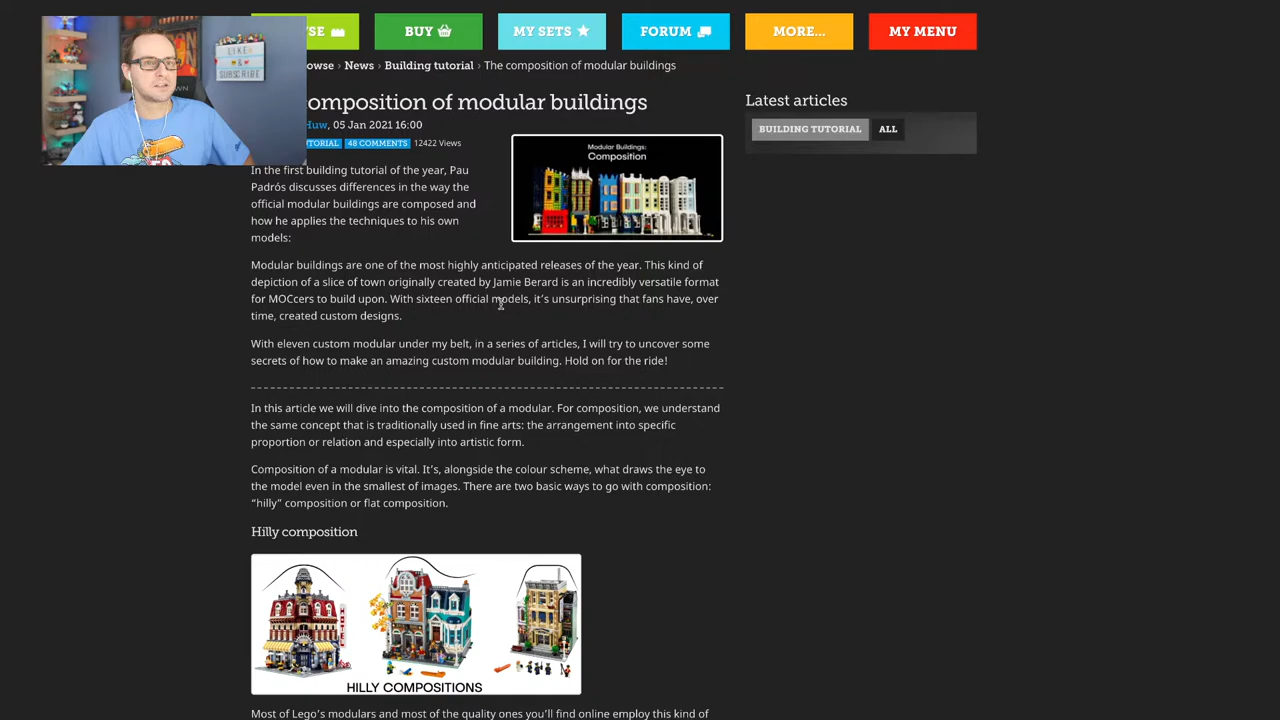 LIKE
&
SUBSCRIBE
SE
BUY
MY SETS
FORUM
MORE...
MY MENU
owse › News › Building tutorial › The composition of modular buildings
omposition of modular buildings
Huw, 05 Jan 2021 16:00
TORIAL 48 COMMENTS 12422 Views
In the first building tutorial of the year, Pau
Padrós discusses differences in the way the
official modular buildings are composed and
how he applies the techniques to his own
models:
Modular Buildings:
Composition
Modular buildings are one of the most highly anticipated releases of the year. This kind of
depiction of a slice of town originally created by Jamie Berard is an incredibly versatile format
for MOCcers to build upon. With sixteen official models, it's unsurprising that fans have, over
time, created custom designs.
With eleven custom modular under my belt, in a series of articles, I will try to uncover some
secrets of how to make an amazing custom modular building. Hold on for the ride!
In this article we will dive into the composition of a modular. For composition, we understand
the same concept that is traditionally used in fine arts: the arrangement into specific
proportion or relation and especially into artistic form.
Composition of a modular is vital. It's, alongside the colour scheme, what draws the eye to
the model even in the smallest of images. There are two basic ways to go with composition:
“hilly” composition or flat composition.
Hilly composition
HILLY COMPOSITIONS
Most of Lego's modulars and most of the quality ones you'll find online employ this kind of
Latest articles
BUILDING TUTORIAL ALL